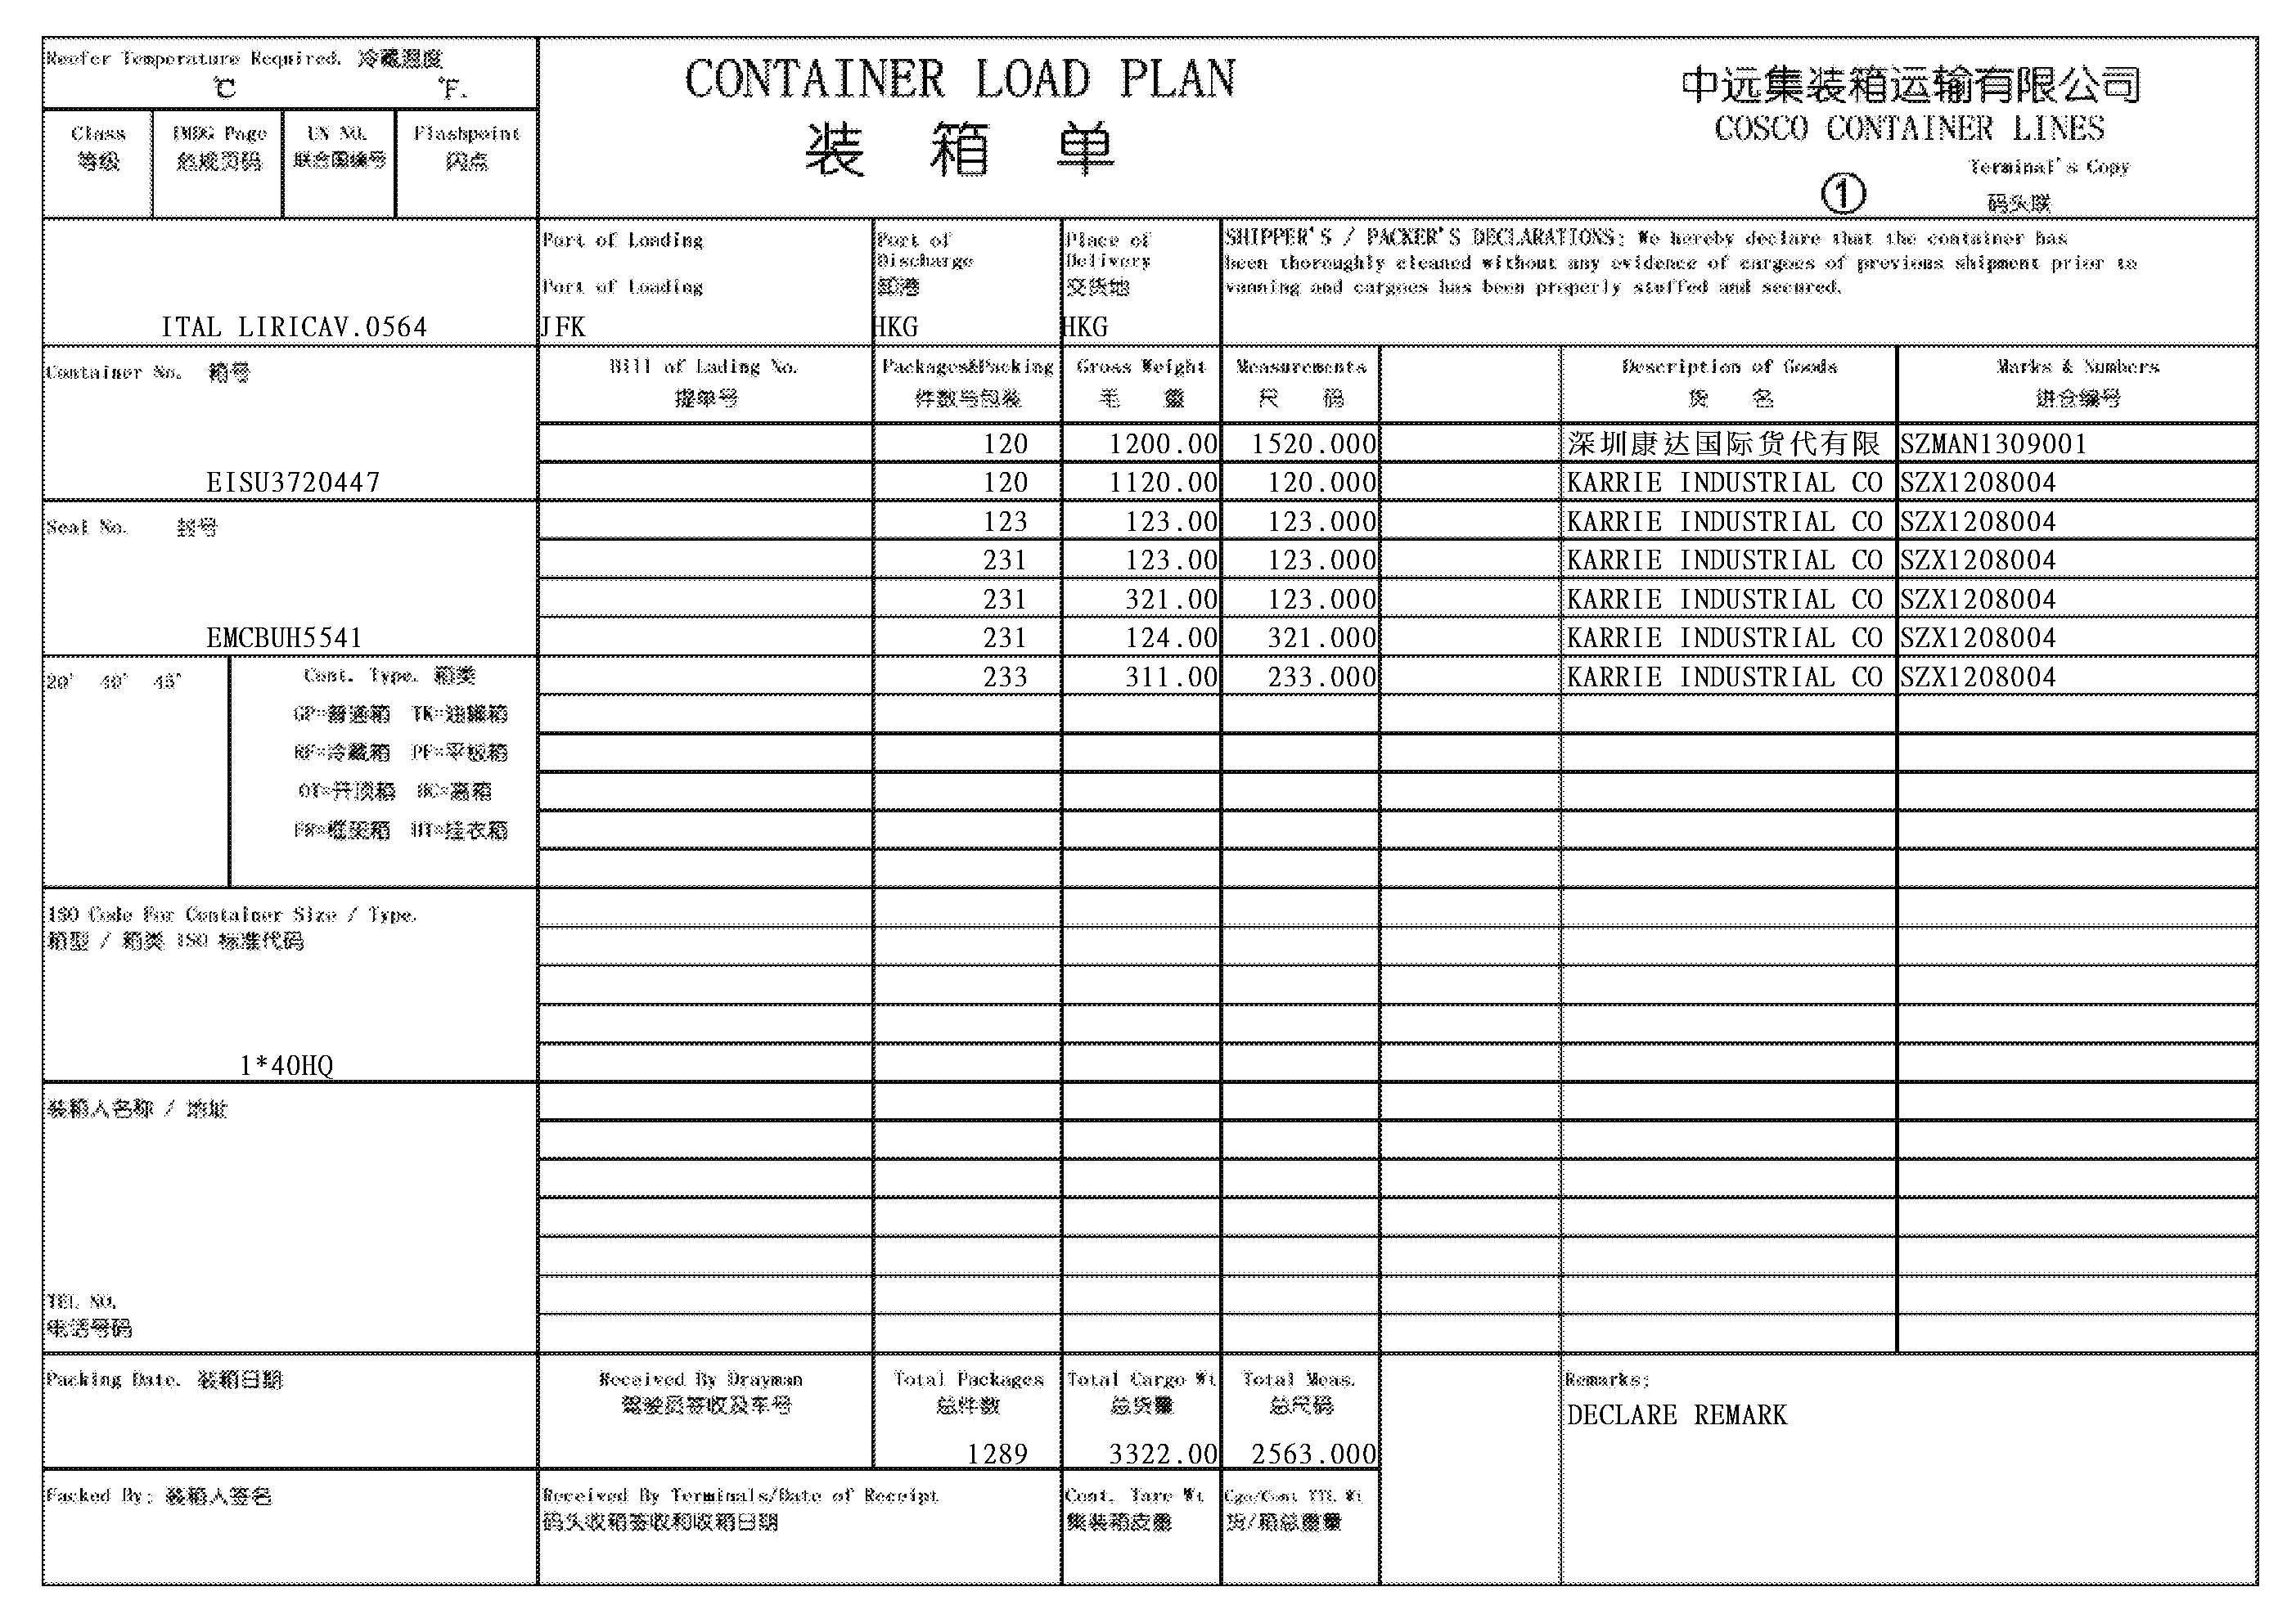 Reefer Temperature Required. 冷藏温度
℃ ℉.
Class IMDG Page UN NO. Flashpoint
等级 危规页码 联合国编号 闪点
CONTAINER LOAD PLAN
装 箱 单
中远集装箱运输有限公司
COSCO CONTAINER LINES
Terminal's Copy
① 码头联
ITAL LIRICAV.0564
Port of Loading
Port of Loading
JFK
Port of
Discharge
卸港
HKG
Place of
Delivery
交货地
HKG
SHIPPER'S / PACKER'S DECLARATIONS: We hereby declare that the container has
been thoroughly cleaned without any evidence of cargoes of previous shipment prior to
vanning and cargoes has been properly stuffed and secured.
Container No. 箱号
EISU3720447
Seal No. 封号
EMCBUH5541
20' 40' 45'
Cont. Type. 箱类
GP=普通箱 TK=油罐箱
RF=冷藏箱 PF=平板箱
OT=开顶箱 HC=高箱
FR=框架箱 HT=挂衣箱
ISO Code For Container Size / Type.
箱型 / 箱类 ISO 标准代码
1*40HQ
装箱人名称 / 地址
TEL NO.
电话号码
Bill of Lading No. Packages&Packing Gross Weight Measurements Description of Goods Marks & Numbers
提单号 件数与包装 毛 重 尺 码 货 名 进仓编号
120 1200.00 1520.000 深圳康达国际货代有限 SZMAN1309001
120 1120.00 120.000 KARRIE INDUSTRIAL CO SZX1208004
123 123.00 123.000 KARRIE INDUSTRIAL CO SZX1208004
231 123.00 123.000 KARRIE INDUSTRIAL CO SZX1208004
231 321.00 123.000 KARRIE INDUSTRIAL CO SZX1208004
231 124.00 321.000 KARRIE INDUSTRIAL CO SZX1208004
233 311.00 233.000 KARRIE INDUSTRIAL CO SZX1208004
Packing Date. 装箱日期
Received By Drayman
驾驶员签收及车号
Total Packages
总件数
1289
Total Cargo Wt
总货重
3322.00
Total Meas.
总尺码
2563.000
Remarks:
DECLARE REMARK
Packed By: 装箱人签名
Received By Terminals/Date of Receipt
码头收箱签收和收箱日期
Cont. Tare Wt
集装箱皮重
Cgo/Cont TTL Wt
货/箱总重量